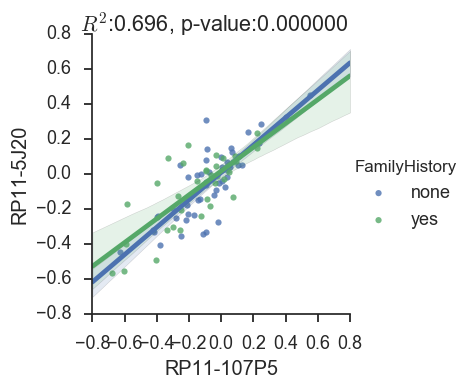 R²:0.696, p-value:0.000000
0.8
0.6
0.4
0.2
0.0
−0.2
−0.4
−0.6
−0.8
RP11-5J20
−0.8 −0.6 −0.4 −0.2 0.0 0.2 0.4 0.6 0.8
RP11-107P5
FamilyHistory
none
yes